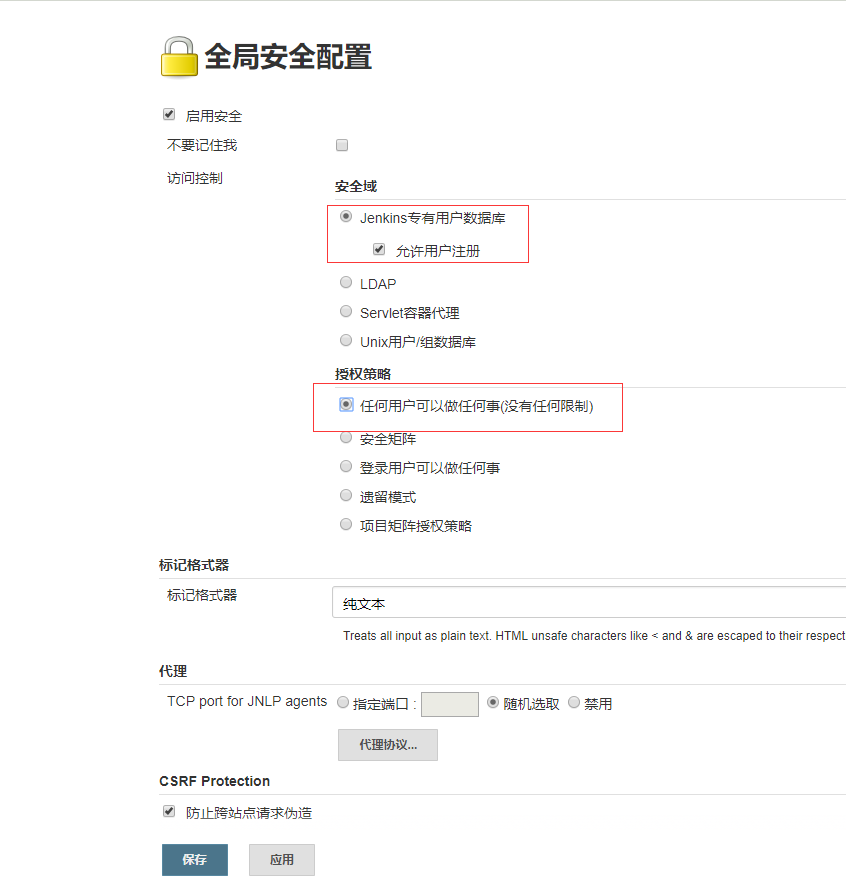 全局安全配置
启用安全
不要记住我
访问控制
安全域
Jenkins专有用户数据库
允许用户注册
LDAP
Servlet容器代理
Unix用户/组数据库
授权策略
任何用户可以做任何事(没有任何限制)
安全矩阵
登录用户可以做任何事
遗留模式
项目矩阵授权策略
标记格式器
标记格式器
纯文本
Treats all input as plain text. HTML unsafe characters like < and & are escaped to their respect
代理
TCP port for JNLP agents 指定端口 : 随机选取 禁用
代理协议...
CSRF Protection
防止跨站点请求伪造
保存 应用